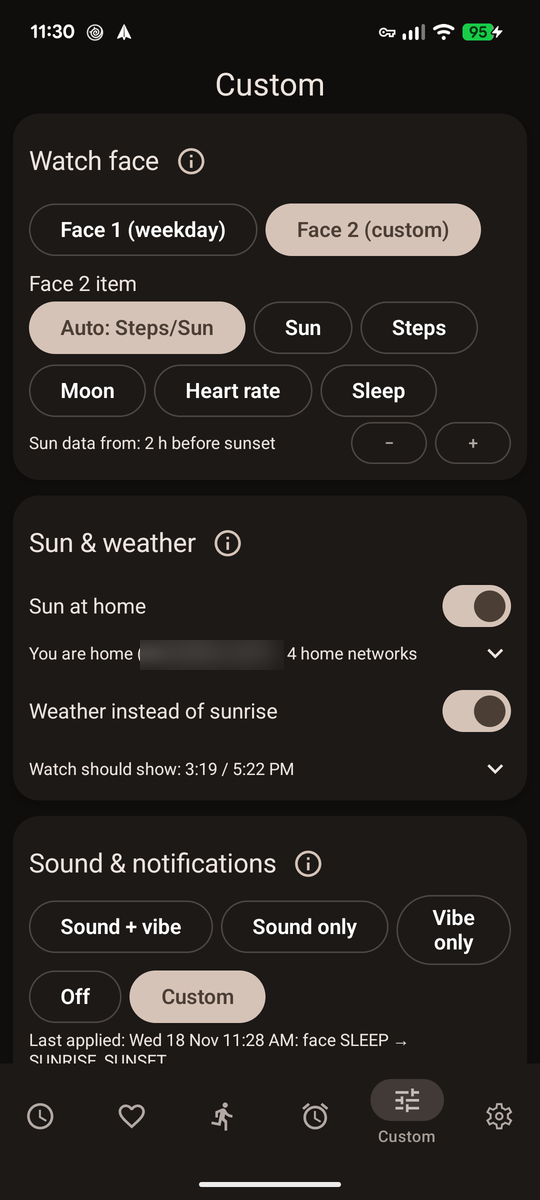 11:30
95
Custom
Watch face
Face 1 (weekday) Face 2 (custom)
Face 2 item
Auto: Steps/Sun Sun Steps
Moon Heart rate Sleep
Sun data from: 2 h before sunset − +
Sun & weather
Sun at home
You are home ( 4 home networks
Weather instead of sunrise
Watch should show: 3:19 / 5:22 PM
Sound & notifications
Sound + vibe Sound only Vibe only
Off Custom
Last applied: Wed 18 Nov 11:28 AM: face SLEEP →
SUNRISE_SUNSET
Custom